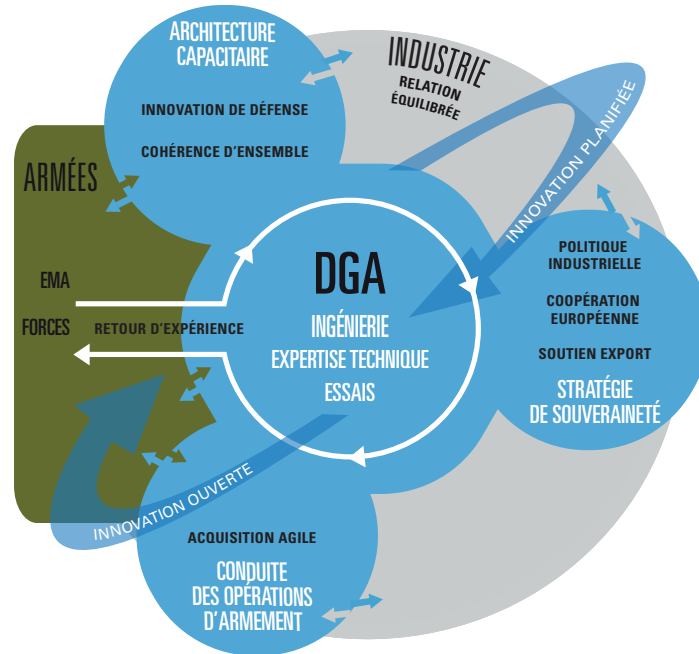 ARCHITECTURE
CAPACITAIRE
INNOVATION DE DÉFENSE
COHÉRENCE D'ENSEMBLE
INDUSTRIE
RELATION
ÉQUILIBRÉE
INNOVATION PLANIFIÉE
ARMÉES
EMA
FORCES
RETOUR D'EXPÉRIENCE
DGA
INGÉNIERIE
EXPERTISE TECHNIQUE
ESSAIS
POLITIQUE
INDUSTRIELLE
COOPÉRATION
EUROPÉENNE
SOUTIEN EXPORT
STRATÉGIE
DE SOUVERAINETÉ
INNOVATION OUVERTE
ACQUISITION AGILE
CONDUITE
DES OPÉRATIONS
D'ARMEMENT